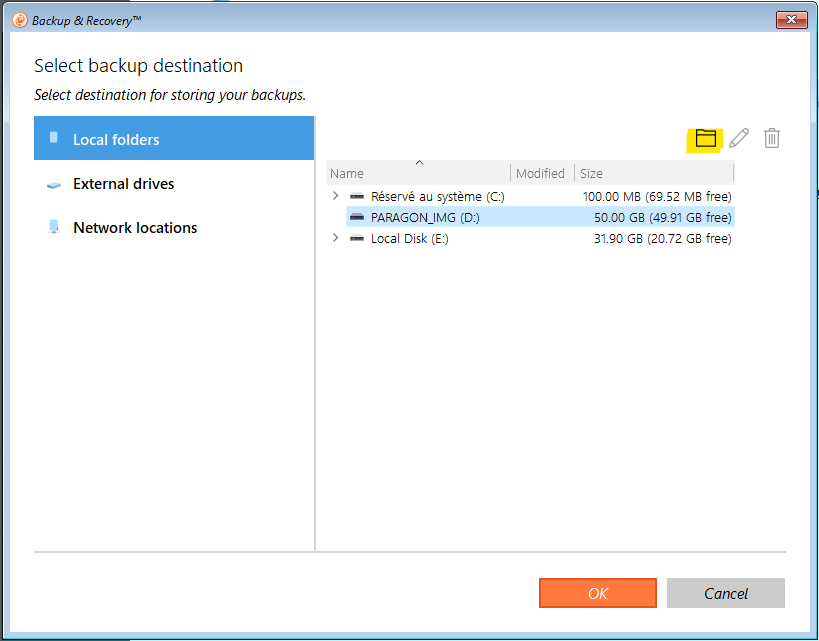 Backup & Recovery™
Select backup destination
Select destination for storing your backups.
Local folders
External drives
Network locations
Name Modified Size
Réservé au système (C:) 100.00 MB (69.52 MB free)
PARAGON_IMG (D:) 50.00 GB (49.91 GB free)
Local Disk (E:) 31.90 GB (20.72 GB free)
OK Cancel